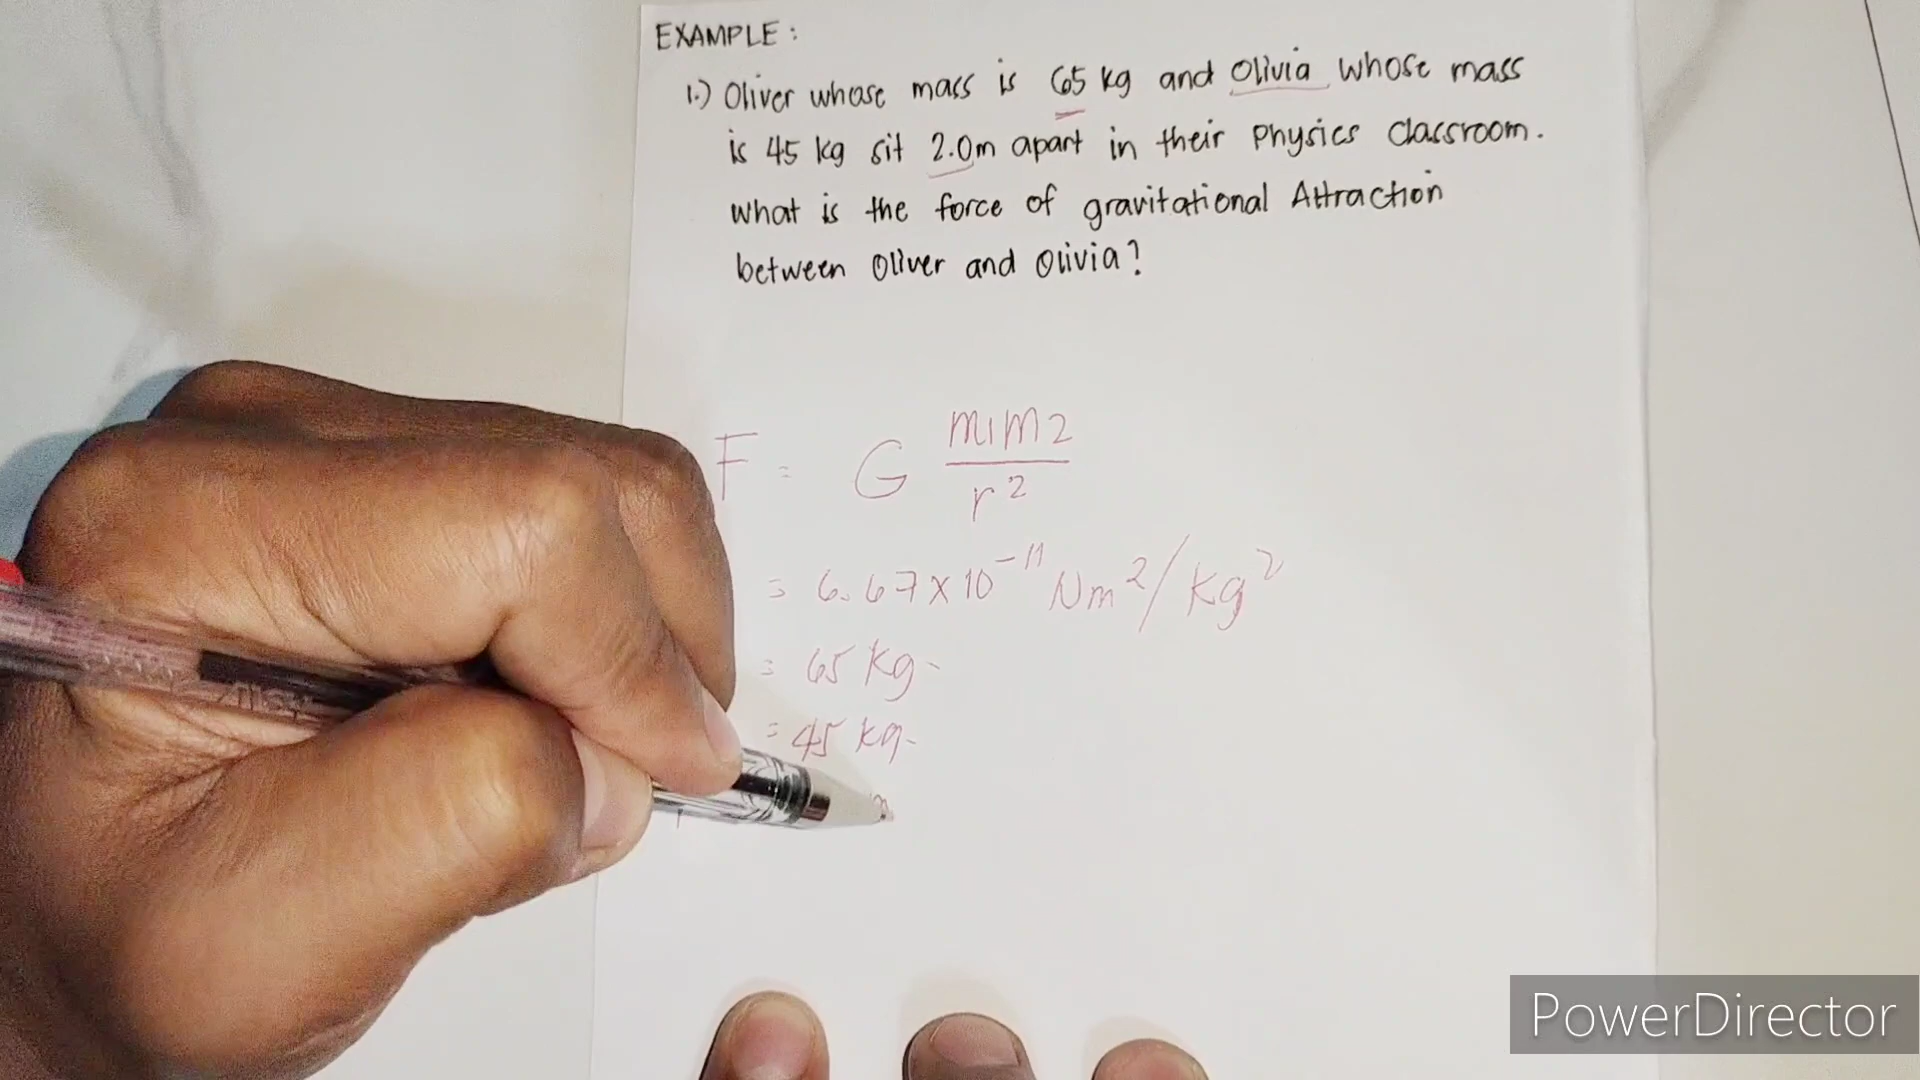 EXAMPLE:
1.) Oliver whose mass is 65 kg and Olivia whose mass
is 45 kg sit 2.0m apart in their Physics Classroom.
What is the force of gravitational Attraction
between Oliver and Olivia?
F = G m1m2
r²
= 6.67x10⁻¹¹ Nm²/kg²
= 65 kg-
= 45 kg-
PowerDirector